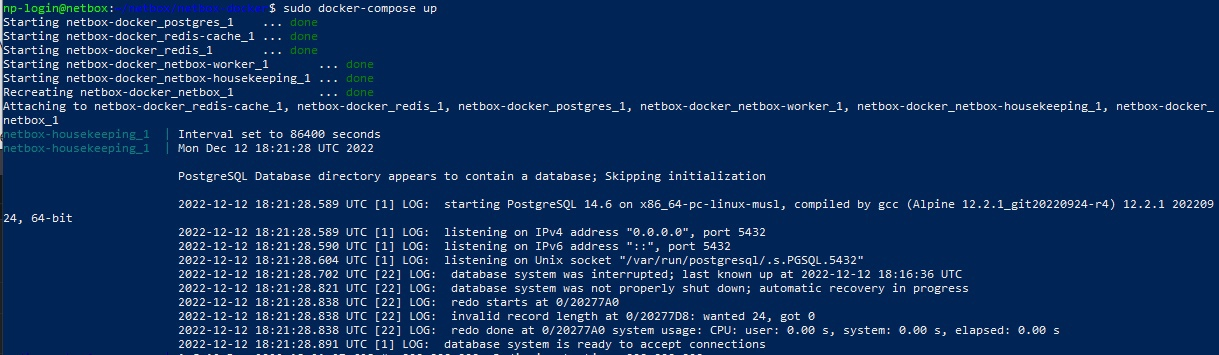 np-login@netbox:~/netbox/netbox-docker$ sudo docker-compose up
Starting netbox-docker_postgres_1    ... done
Starting netbox-docker_redis-cache_1 ... done
Starting netbox-docker_redis_1       ... done
Starting netbox-docker_netbox-worker_1       ... done
Starting netbox-docker_netbox-housekeeping_1 ... done
Recreating netbox-docker_netbox_1            ... done
Attaching to netbox-docker_redis-cache_1, netbox-docker_redis_1, netbox-docker_postgres_1, netbox-docker_netbox-worker_1, netbox-docker_netbox-housekeeping_1, netbox-docker_
netbox_1
netbox-housekeeping_1  | Interval set to 86400 seconds
netbox-housekeeping_1  | Mon Dec 12 18:21:28 UTC 2022
PostgreSQL Database directory appears to contain a database; Skipping initialization
2022-12-12 18:21:28.589 UTC [1] LOG:  starting PostgreSQL 14.6 on x86_64-pc-linux-musl, compiled by gcc (Alpine 12.2.1_git20220924-r4) 12.2.1 202209
24, 64-bit
2022-12-12 18:21:28.589 UTC [1] LOG:  listening on IPv4 address "0.0.0.0", port 5432
2022-12-12 18:21:28.590 UTC [1] LOG:  listening on IPv6 address "::", port 5432
2022-12-12 18:21:28.604 UTC [1] LOG:  listening on Unix socket "/var/run/postgresql/.s.PGSQL.5432"
2022-12-12 18:21:28.702 UTC [22] LOG:  database system was interrupted; last known up at 2022-12-12 18:16:36 UTC
2022-12-12 18:21:28.821 UTC [22] LOG:  database system was not properly shut down; automatic recovery in progress
2022-12-12 18:21:28.838 UTC [22] LOG:  redo starts at 0/20277A0
2022-12-12 18:21:28.838 UTC [22] LOG:  invalid record length at 0/20277D8: wanted 24, got 0
2022-12-12 18:21:28.838 UTC [22] LOG:  redo done at 0/20277A0 system usage: CPU: user: 0.00 s, system: 0.00 s, elapsed: 0.00 s
2022-12-12 18:21:28.891 UTC [1] LOG:  database system is ready to accept connections